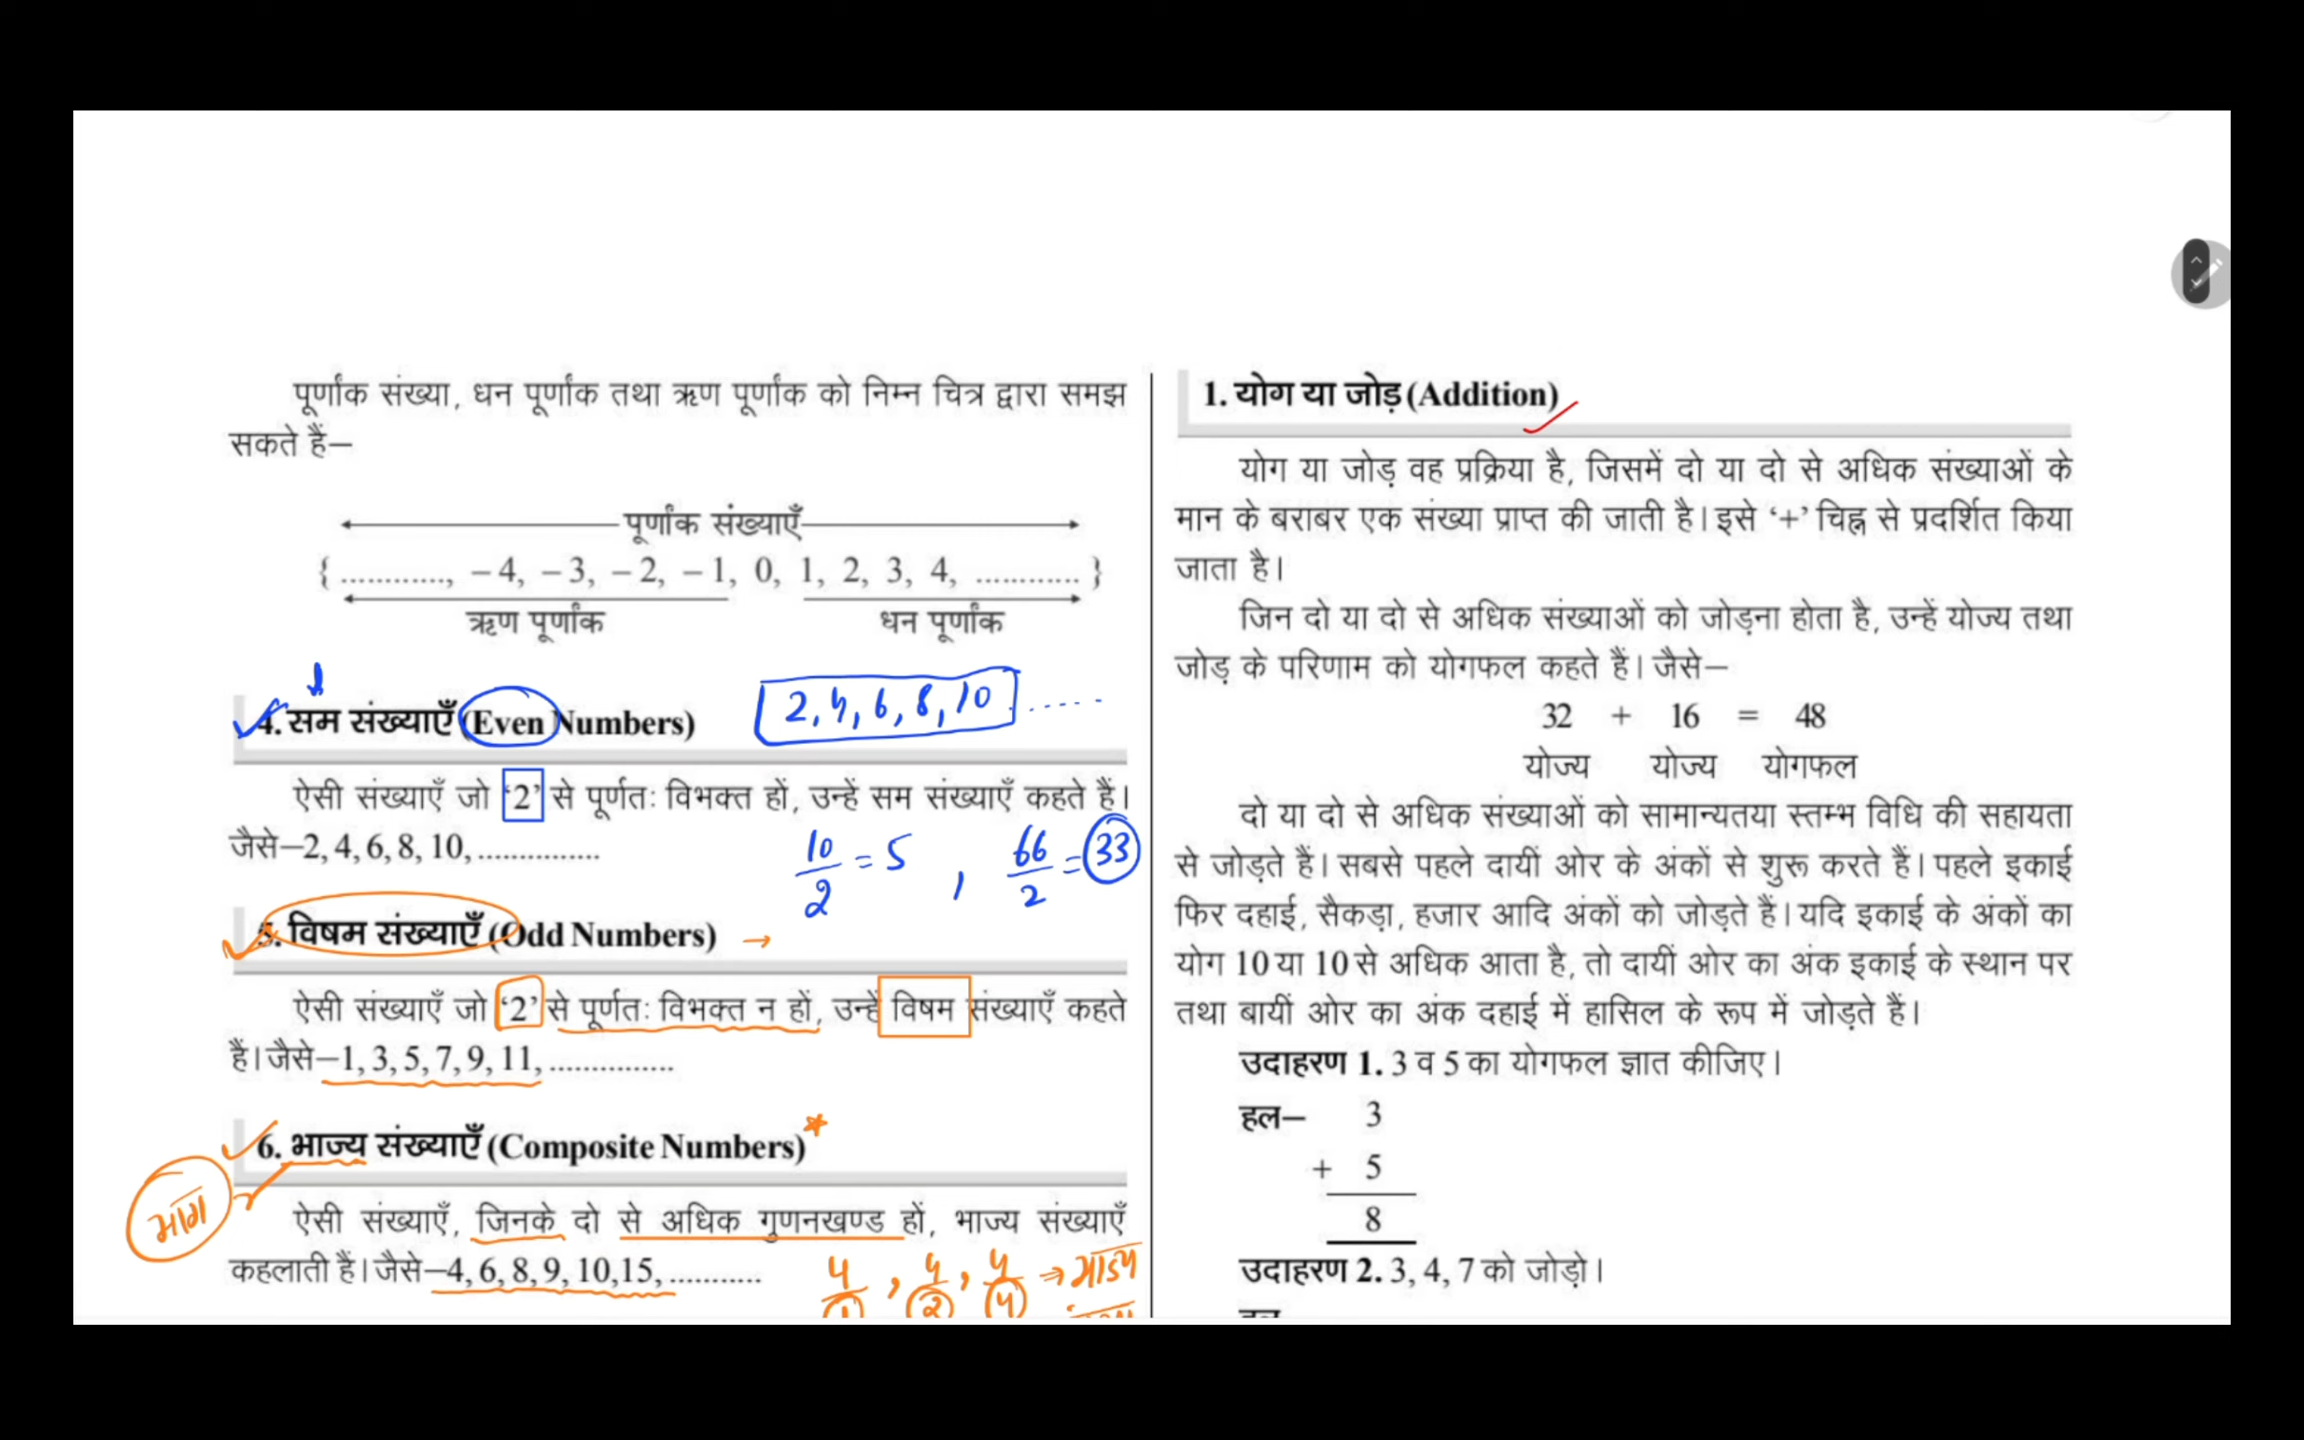 पूर्णांक संख्या, धन पूर्णांक तथा ऋण पूर्णांक को निम्न चित्र द्वारा समझ
सकते हैं—
पूर्णांक संख्याएँ
{ ............, – 4, – 3, – 2, – 1, 0, 1, 2, 3, 4, ............ }
ऋण पूर्णांक धन पूर्णांक
4. सम संख्याएँ (Even Numbers)
2, 4, 6, 8, 10 ......
ऐसी संख्याएँ जो ‘2’ से पूर्णतः विभक्त हों, उन्हें सम संख्याएँ कहते हैं।
जैसे—2, 4, 6, 8, 10, ...............
10/2 = 5 , 66/2 = 33
5. विषम संख्याएँ (Odd Numbers) →
ऐसी संख्याएँ जो ‘2’ से पूर्णतः विभक्त न हों, उन्हें विषम संख्याएँ कहते
हैं। जैसे—1, 3, 5, 7, 9, 11, ...............
6. भाज्य संख्याएँ (Composite Numbers)
भाग
ऐसी संख्याएँ, जिनके दो से अधिक गुणनखण्ड हों, भाज्य संख्याएँ
कहलाती हैं। जैसे—4, 6, 8, 9, 10,15, ...........
4/1 , 4/2 , 4/4 ⇒ भाज्य
1. योग या जोड़ (Addition)
योग या जोड़ वह प्रक्रिया है, जिसमें दो या दो से अधिक संख्याओं के
मान के बराबर एक संख्या प्राप्त की जाती है। इसे ‘+’ चिह्न से प्रदर्शित किया
जाता है।
जिन दो या दो से अधिक संख्याओं को जोड़ना होता है, उन्हें योज्य तथा
जोड़ के परिणाम को योगफल कहते हैं। जैसे—
32 + 16 = 48
योज्य योज्य योगफल
दो या दो से अधिक संख्याओं को सामान्यतया स्तम्भ विधि की सहायता
से जोड़ते हैं। सबसे पहले दायीं ओर के अंकों से शुरू करते हैं। पहले इकाई
फिर दहाई, सैकड़ा, हजार आदि अंकों को जोड़ते हैं। यदि इकाई के अंकों का
योग 10 या 10 से अधिक आता है, तो दायीं ओर का अंक इकाई के स्थान पर
तथा बायीं ओर का अंक दहाई में हासिल के रूप में जोड़ते हैं।
उदाहरण 1. 3 व 5 का योगफल ज्ञात कीजिए।
हल— 3
+ 5
8
उदाहरण 2. 3, 4, 7 को जोड़ो।